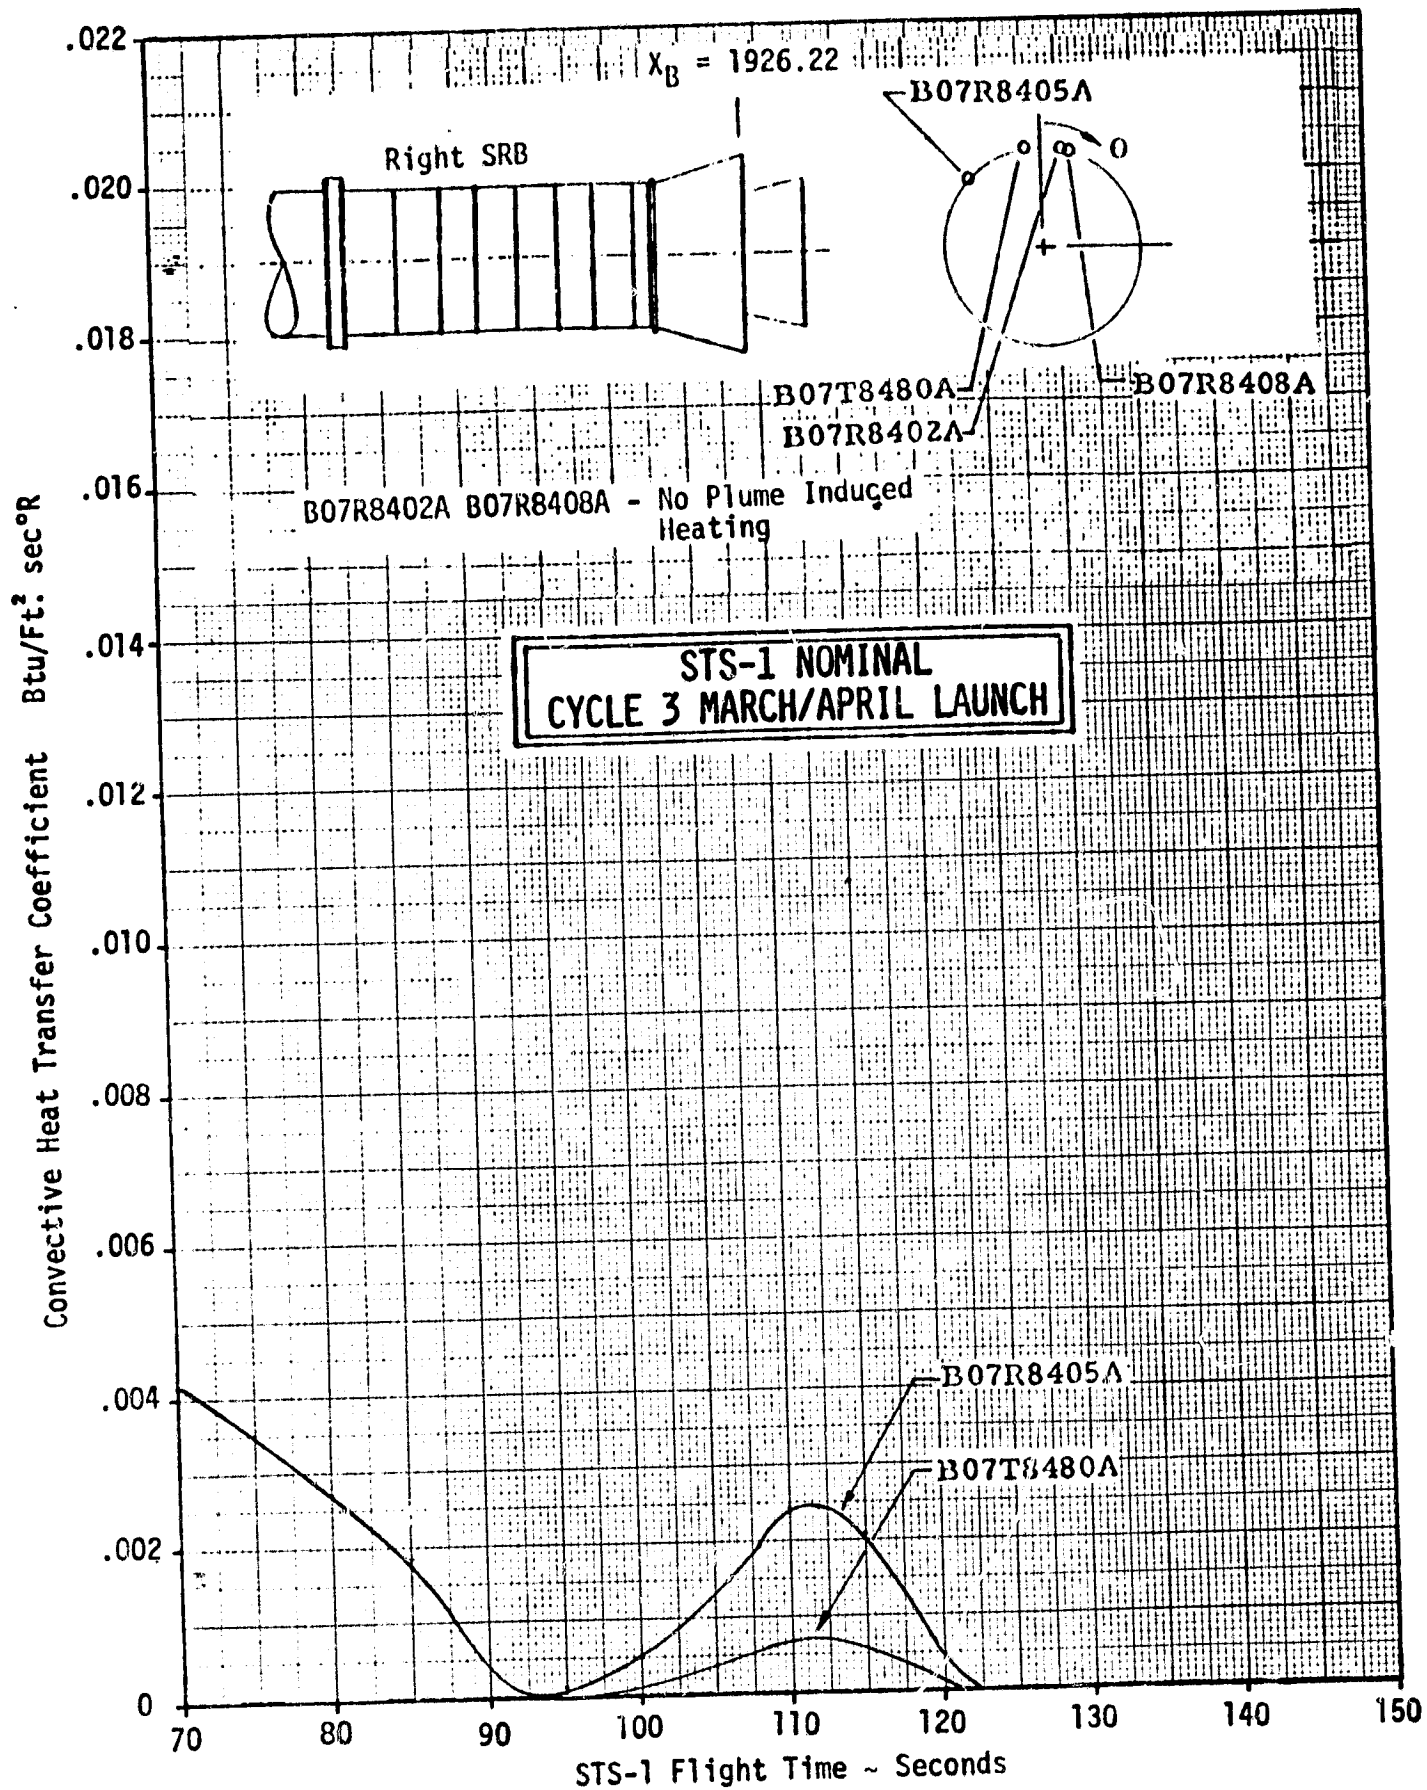 X_B = 1926.22
Right SRB
B07R8405A
θ
B07T8480A
B07R8408A
B07R8402A
B07R8402A B07R8408A - No Plume Induced
Heating
STS-1 NOMINAL
CYCLE 3 MARCH/APRIL LAUNCH
Convective Heat Transfer Coefficient Btu/Ft.² sec°R
.022
.020
.018
.016
.014
.012
.010
.008
.006
.004
.002
0
B07R8405A
B07T8480A
70 80 90 100 110 120 130 140 150
STS-1 Flight Time ~ Seconds